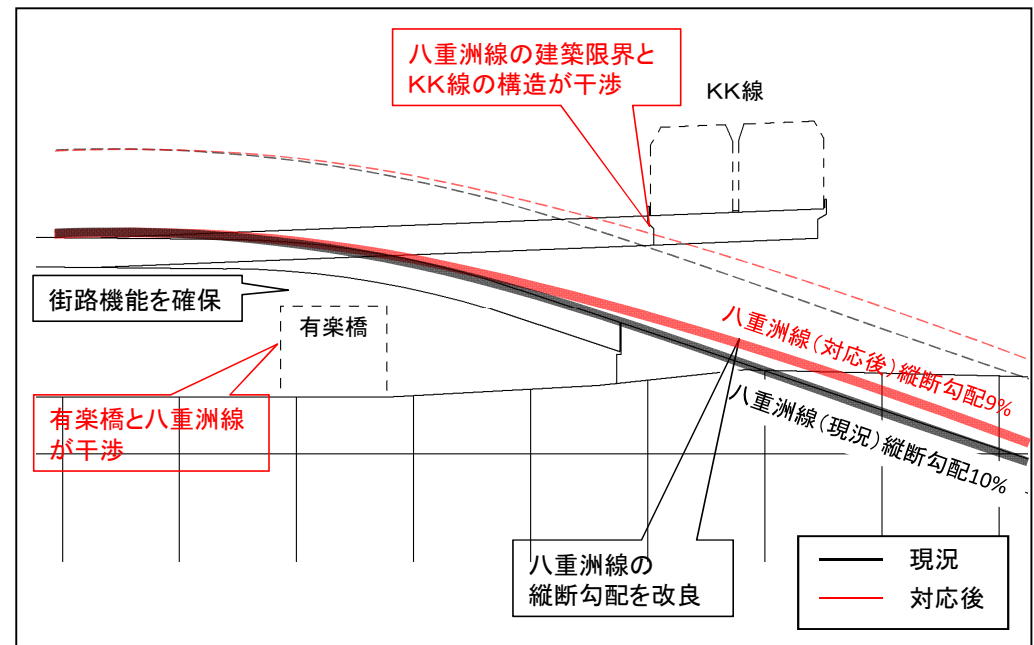 八重洲線の建築限界と
KK線の構造が干渉
KK線
街路機能を確保
有楽橋
有楽橋と八重洲線
が干渉
八重洲線(対応後)縦断勾配9%
八重洲線(現況)縦断勾配10%
八重洲線の
縦断勾配を改良
現況
対応後